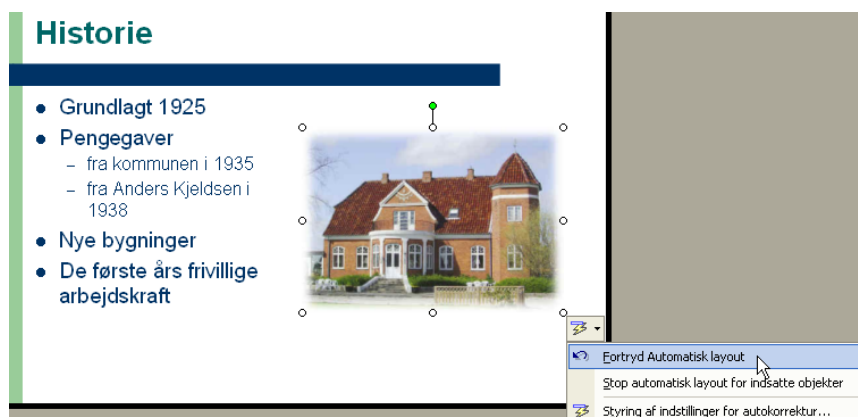 Historie
Grundlagt 1925
Pengegaver
– fra kommunen i 1935
– fra Anders Kjeldsen i
1938
Nye bygninger
De første års frivillige
arbejdskraft
Fortryd Automatisk layout
Stop automatisk layout for indsatte objekter
Styring af indstillinger for autokorrektur...